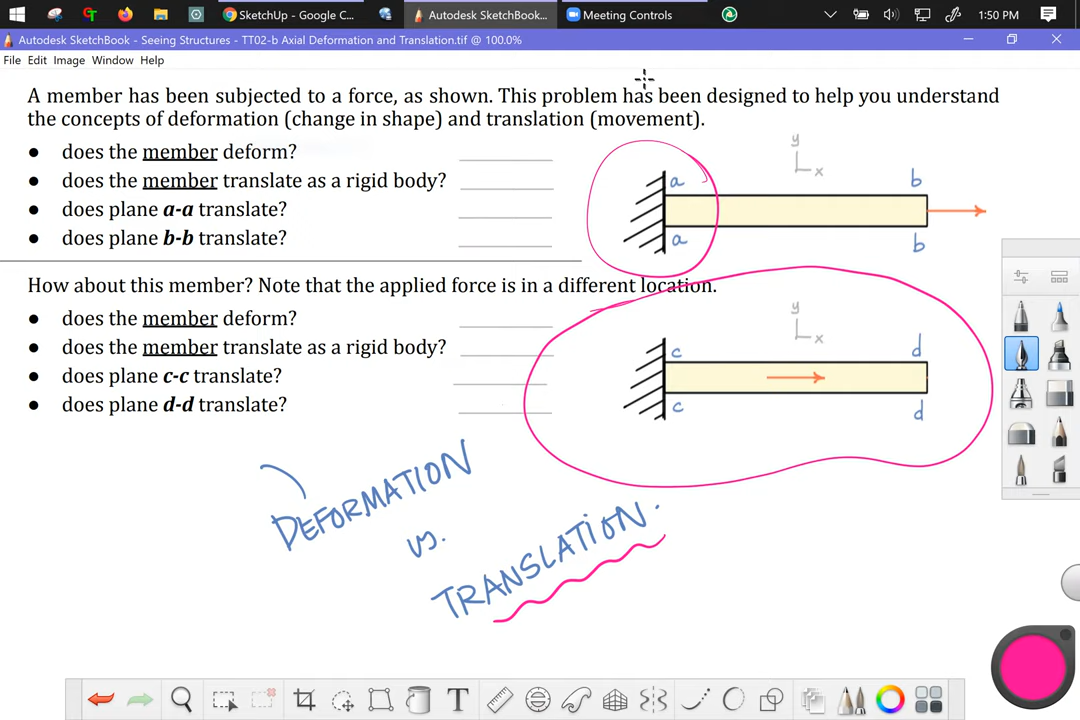 SketchUp - Google C...
Autodesk SketchBook...
Meeting Controls
1:50 PM
Autodesk SketchBook - Seeing Structures - TT02-b Axial Deformation and Translation.tif @ 100.0%
File Edit Image Window Help
A member has been subjected to a force, as shown. This problem has been designed to help you understand
the concepts of deformation (change in shape) and translation (movement).
● does the member deform?
● does the member translate as a rigid body?
● does plane a-a translate?
● does plane b-b translate?
y
x
a
b
a
b
How about this member? Note that the applied force is in a different location.
● does the member deform?
● does the member translate as a rigid body?
● does plane c-c translate?
● does plane d-d translate?
y
x
c
d
c
d
DEFORMATION
vs.
TRANSLATION.